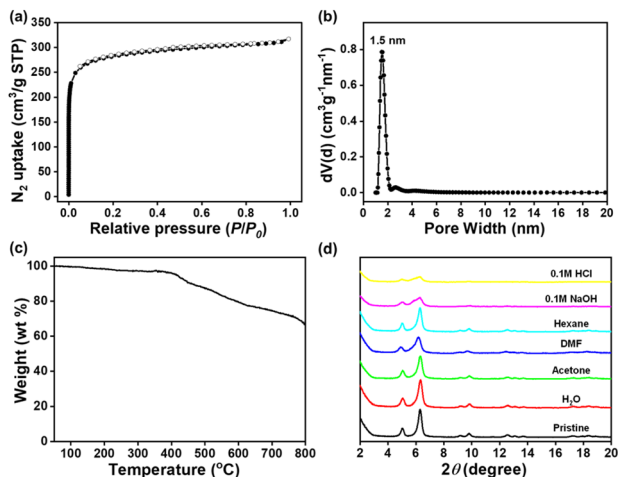 (a)
350
300
250
200
150
100
50
0
0.0 0.2 0.4 0.6 0.8 1.0
N₂ uptake (cm³/g STP)
Relative pressure (P/P₀)
(b)
1.5 nm
0.8
0.6
0.4
0.2
0.0
0 2 4 6 8 10 12 14 16 18 20
dV(d) (cm³g⁻¹nm⁻¹)
Pore Width (nm)
(c)
100
80
60
40
20
0
100 200 300 400 500 600 700 800
Weight (wt %)
Temperature (°C)
(d)
0.1M HCl
0.1M NaOH
Hexane
DMF
Acetone
H₂O
Pristine
2 4 6 8 10 12 14 16 18 20
2θ (degree)